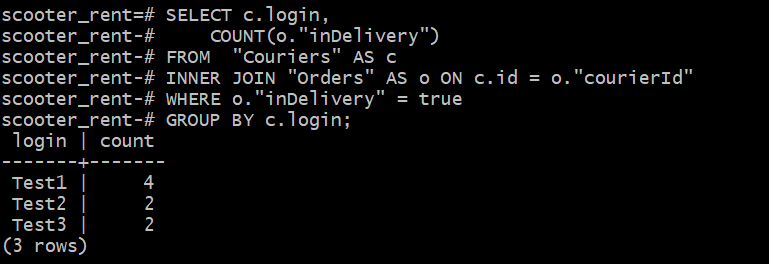 scooter_rent=# SELECT c.login,
scooter_rent-#     COUNT(o."inDelivery")
scooter_rent-# FROM  "Couriers" AS c
scooter_rent-# INNER JOIN "Orders" AS o ON c.id = o."courierId"
scooter_rent-# WHERE o."inDelivery" = true
scooter_rent-# GROUP BY c.login;
 login | count
-------+-------
 Test1 |     4
 Test2 |     2
 Test3 |     2
(3 rows)